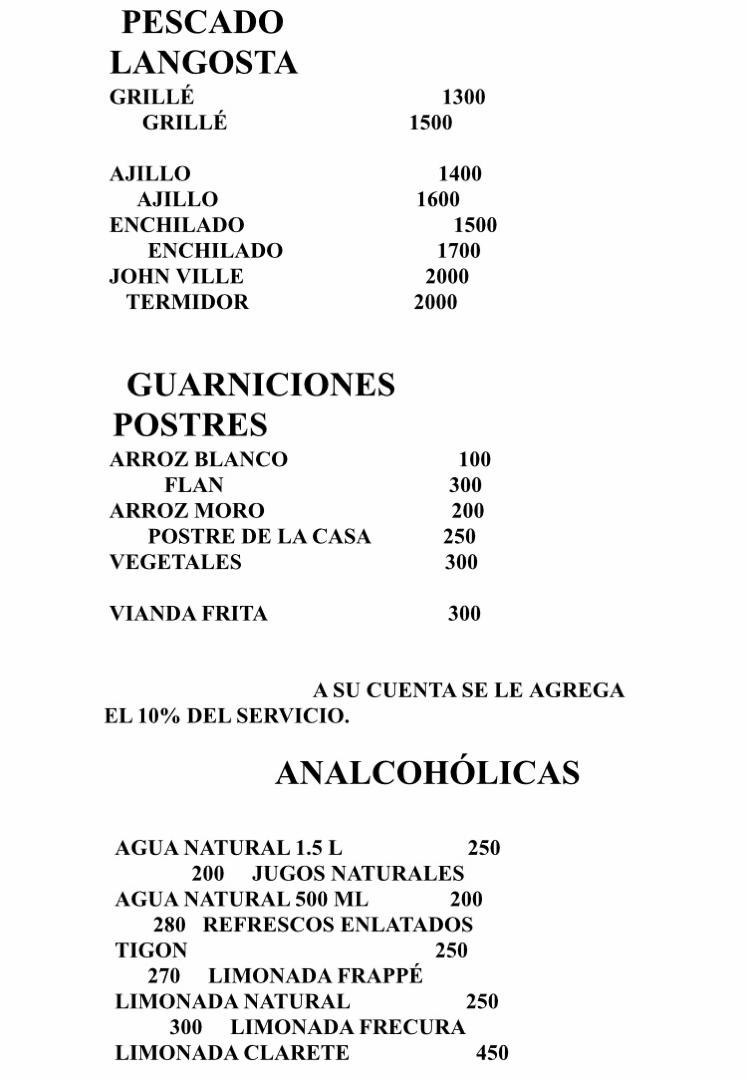 PESCADO
LANGOSTA
GRILLÉ 1300
GRILLÉ 1500
AJILLO 1400
AJILLO 1600
ENCHILADO 1500
ENCHILADO 1700
JOHN VILLE 2000
TERMIDOR 2000
GUARNICIONES
POSTRES
ARROZ BLANCO 100
FLAN 300
ARROZ MORO 200
POSTRE DE LA CASA 250
VEGETALES 300
VIANDA FRITA 300
A SU CUENTA SE LE AGREGA
EL 10% DEL SERVICIO.
ANALCOHÓLICAS
AGUA NATURAL 1.5 L 250
200 JUGOS NATURALES
AGUA NATURAL 500 ML 200
280 REFRESCOS ENLATADOS
TIGON 250
270 LIMONADA FRAPPÉ
LIMONADA NATURAL 250
300 LIMONADA FRECURA
LIMONADA CLARETE 450